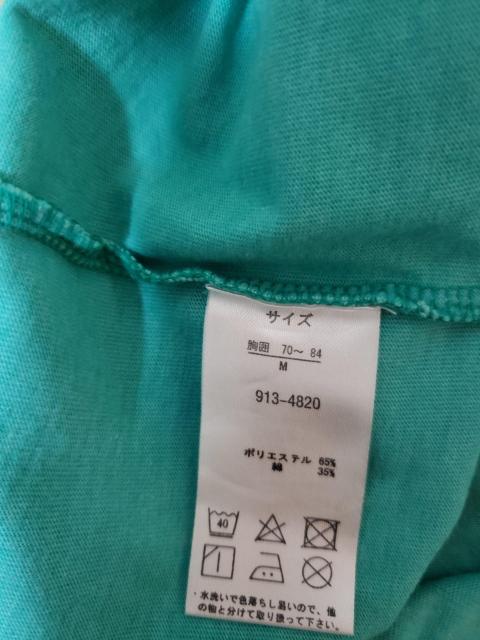 サイズ
胸囲 70〜 84
M
913-4820
ポリエステル 65%
綿 35%
40
・水洗いで色落ちし易いので、他
の物と分けて取り扱って下さい。